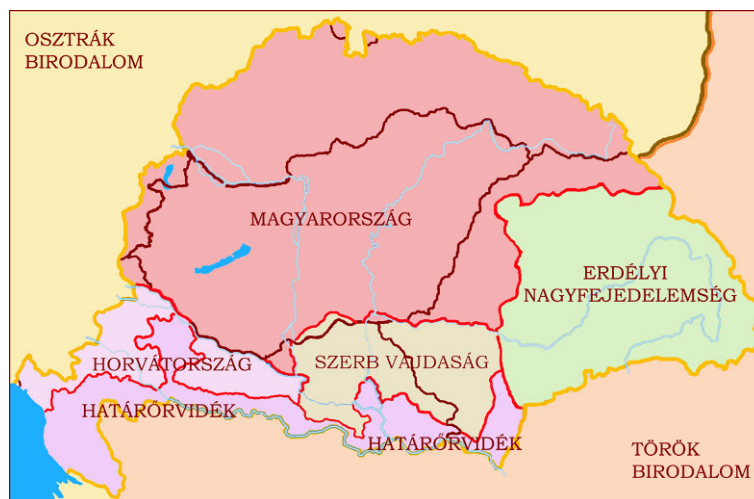 OSZTRÁK
BIRODALOM
MAGYARORSZÁG
ERDÉLYI
NAGYFEJEDELEMSÉG
HORVÁTORSZÁG
SZERB VAJDASÁG
HATÁRŐRVIDÉK
HATÁRŐRVIDÉK
TÖRÖK
BIRODALOM